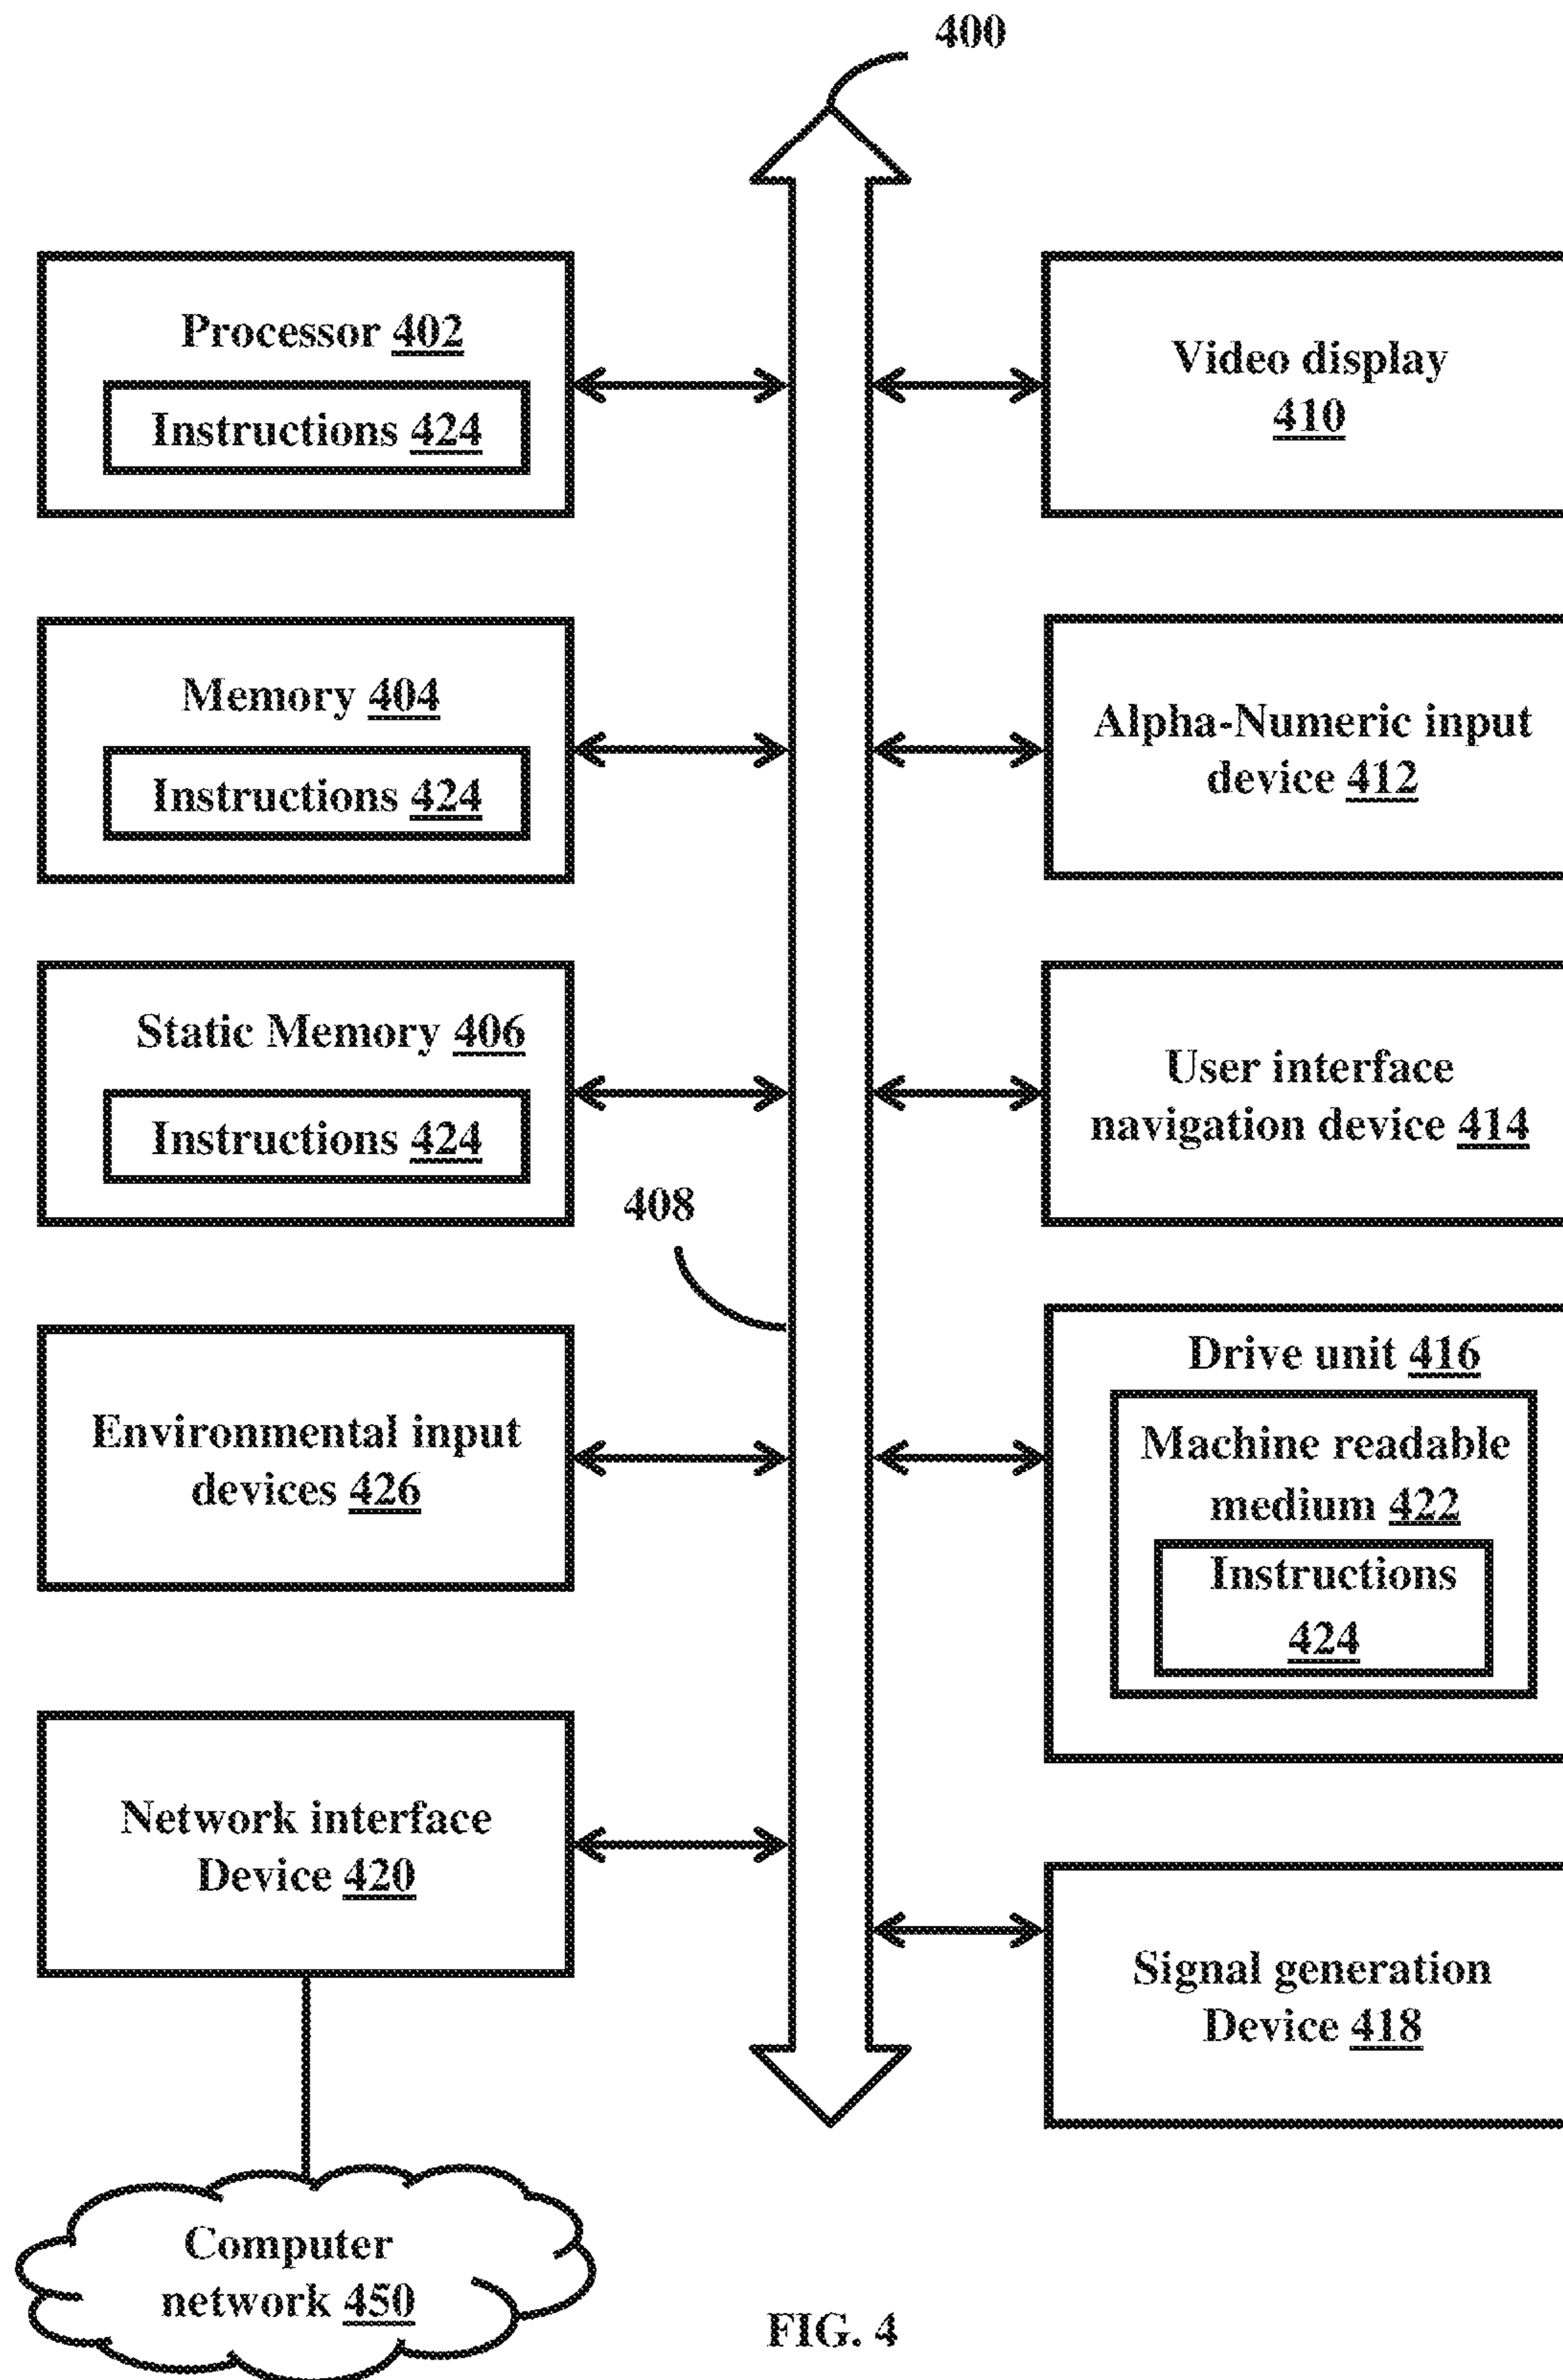 400
Processor 402
Instructions 424
Video display
410
Memory 404
Instructions 424
Alpha-Numeric input
device 412
Static Memory 406
Instructions 424
User interface
navigation device 414
408
Environmental input
devices 426
Drive unit 416
Machine readable
medium 422
Instructions
424
Network interface
Device 420
Signal generation
Device 418
Computer
network 450
FIG. 4